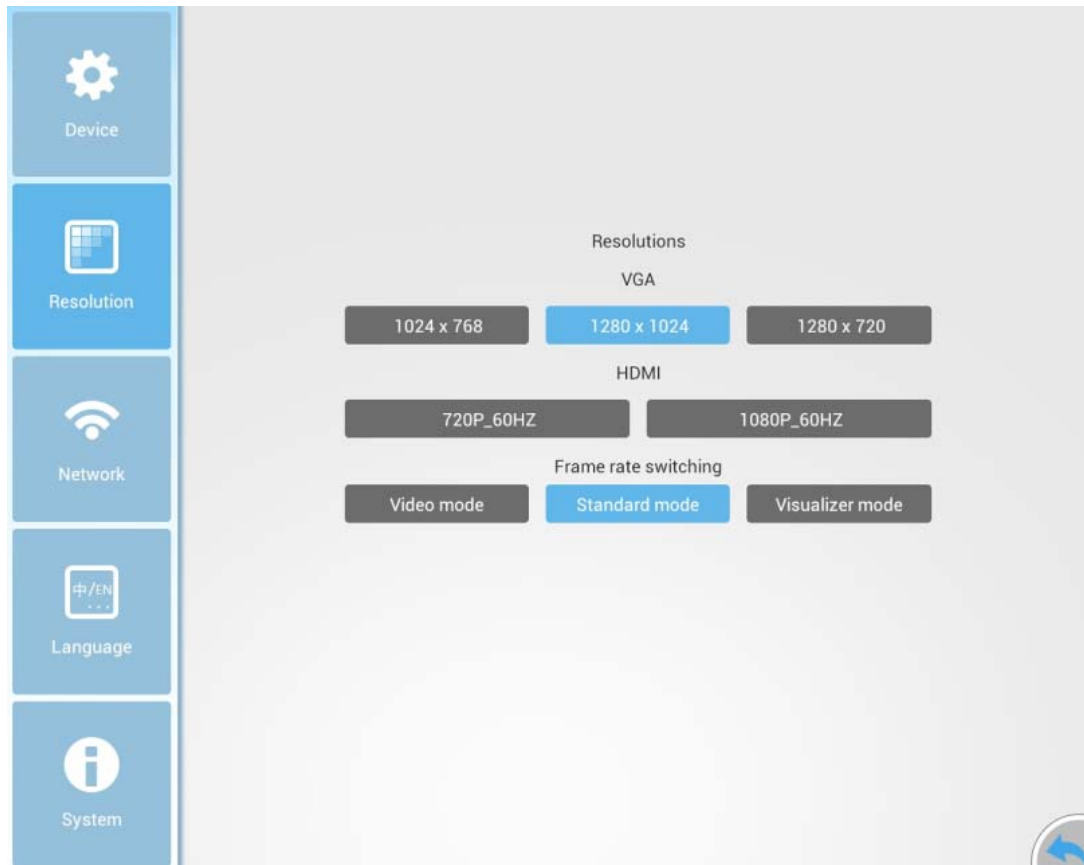 Device
Resolution
Network
中/EN
...
Language
System
Resolutions
VGA
1024 x 768 1280 x 1024 1280 x 720
HDMI
720P_60HZ 1080P_60HZ
Frame rate switching
Video mode Standard mode Visualizer mode